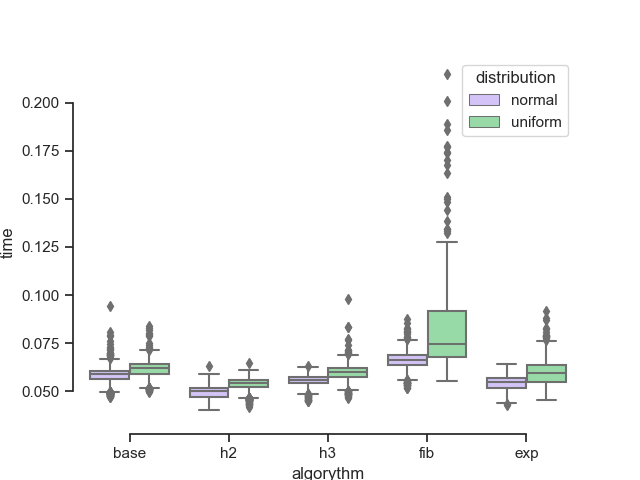 distribution
normal
uniform
0.200
0.175
0.150
0.125
0.100
0.075
0.050
time
base h2 h3 fib exp
algorythm